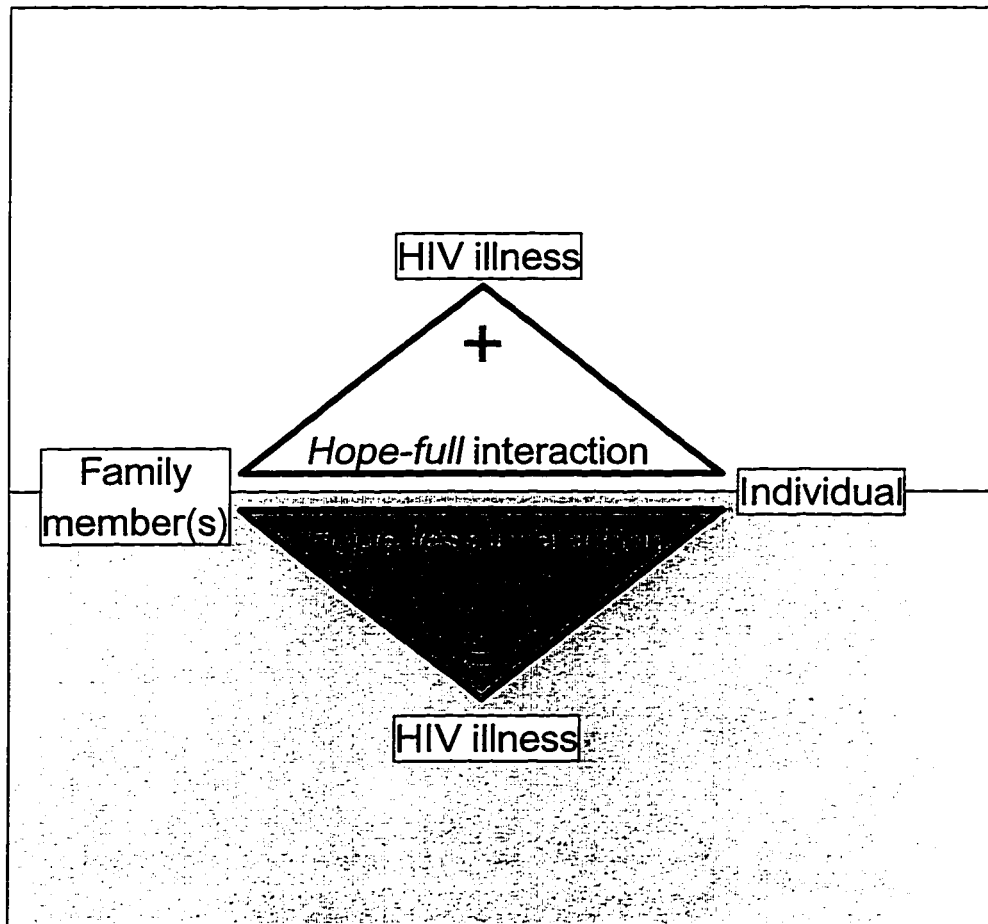 HIV illness
+
Hope-full interaction
Family
member(s)
Individual
HIV illness